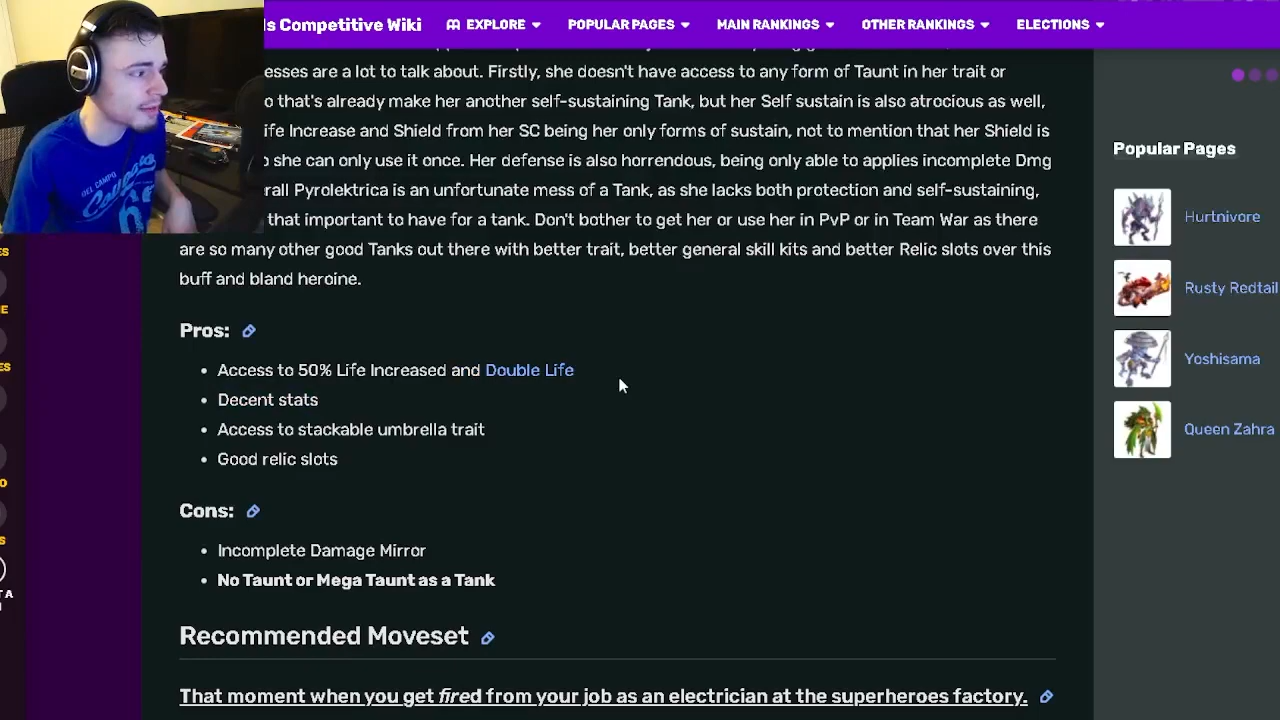 ls Competitive Wiki
EXPLORE
POPULAR PAGES
MAIN RANKINGS
OTHER RANKINGS
ELECTIONS
esses are a lot to talk about. Firstly, she doesn't have access to any form of Taunt in her trait or
o that's already make her another self-sustaining Tank, but her Self sustain is also atrocious as well,
ife Increase and Shield from her SC being her only forms of sustain, not to mention that her Shield is
o she can only use it once. Her defense is also horrendous, being only able to applies incomplete Dmg
rall Pyrolektrica is an unfortunate mess of a Tank, as she lacks both protection and self-sustaining,
that important to have for a tank. Don't bother to get her or use her in PvP or in Team War as there
are so many other good Tanks out there with better trait, better general skill kits and better Relic slots over this
buff and bland heroine.
Pros:
Access to 50% Life Increased and Double Life
Decent stats
Access to stackable umbrella trait
Good relic slots
Cons:
Incomplete Damage Mirror
No Taunt or Mega Taunt as a Tank
Recommended Moveset
That moment when you get fired from your job as an electrician at the superheroes factory.
Popular Pages
Hurtnivore
Rusty Redtail
Yoshisama
Queen Zahra
DEL CAMPO